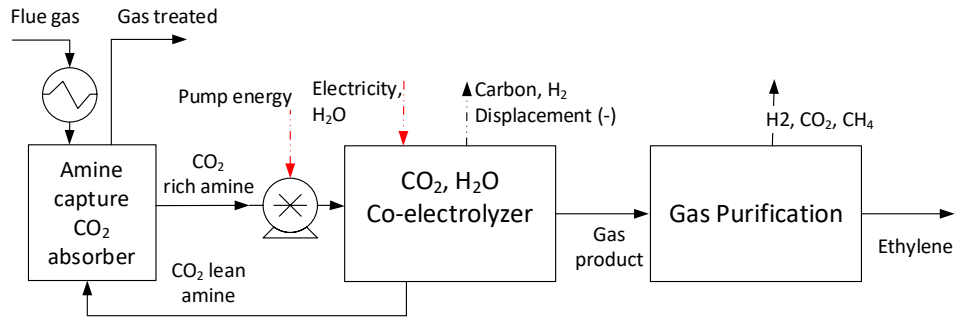 Flue gas
Gas treated
Pump energy
Electricity,
H₂O
Carbon, H₂
Displacement (-)
H2, CO₂, CH₄
Amine
capture
CO₂
absorber
CO₂
rich amine
CO₂, H₂O
Co-electrolyzer
Gas
product
Gas Purification
Ethylene
CO₂ lean
amine